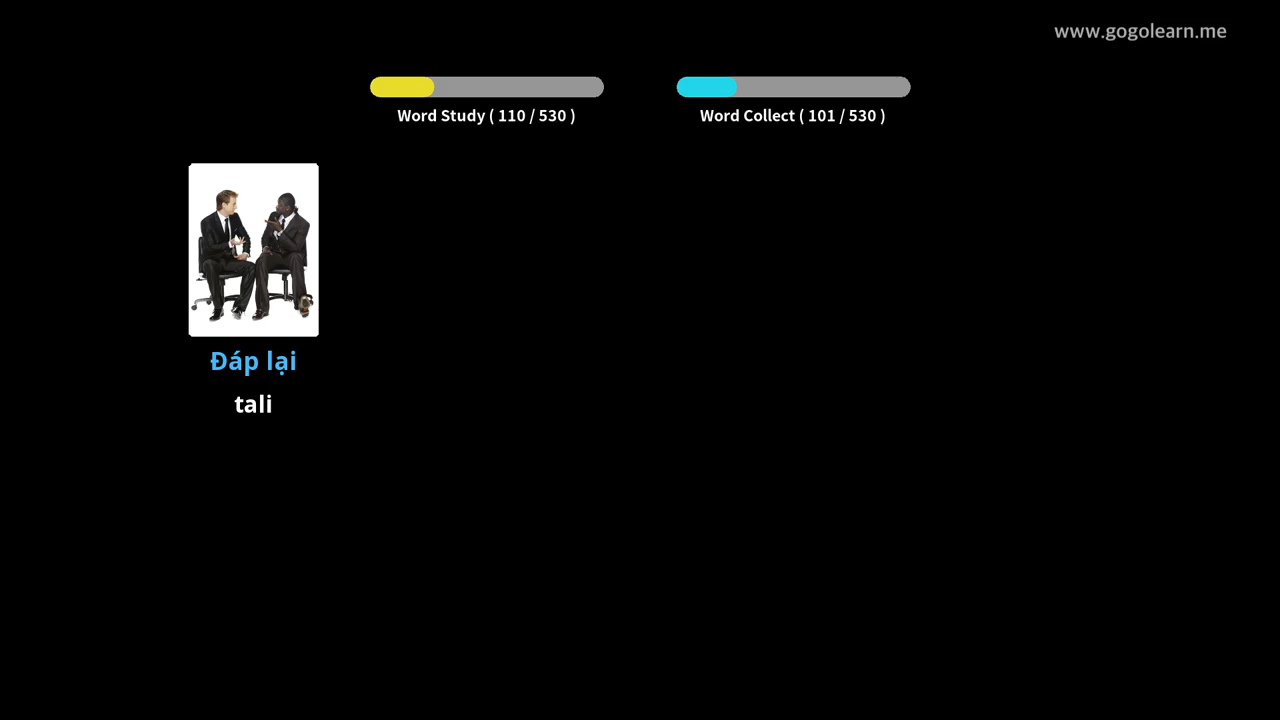 www.gogolearn.me
Word Study ( 110 / 530 )
Word Collect ( 101 / 530 )
Đáp lại
tali